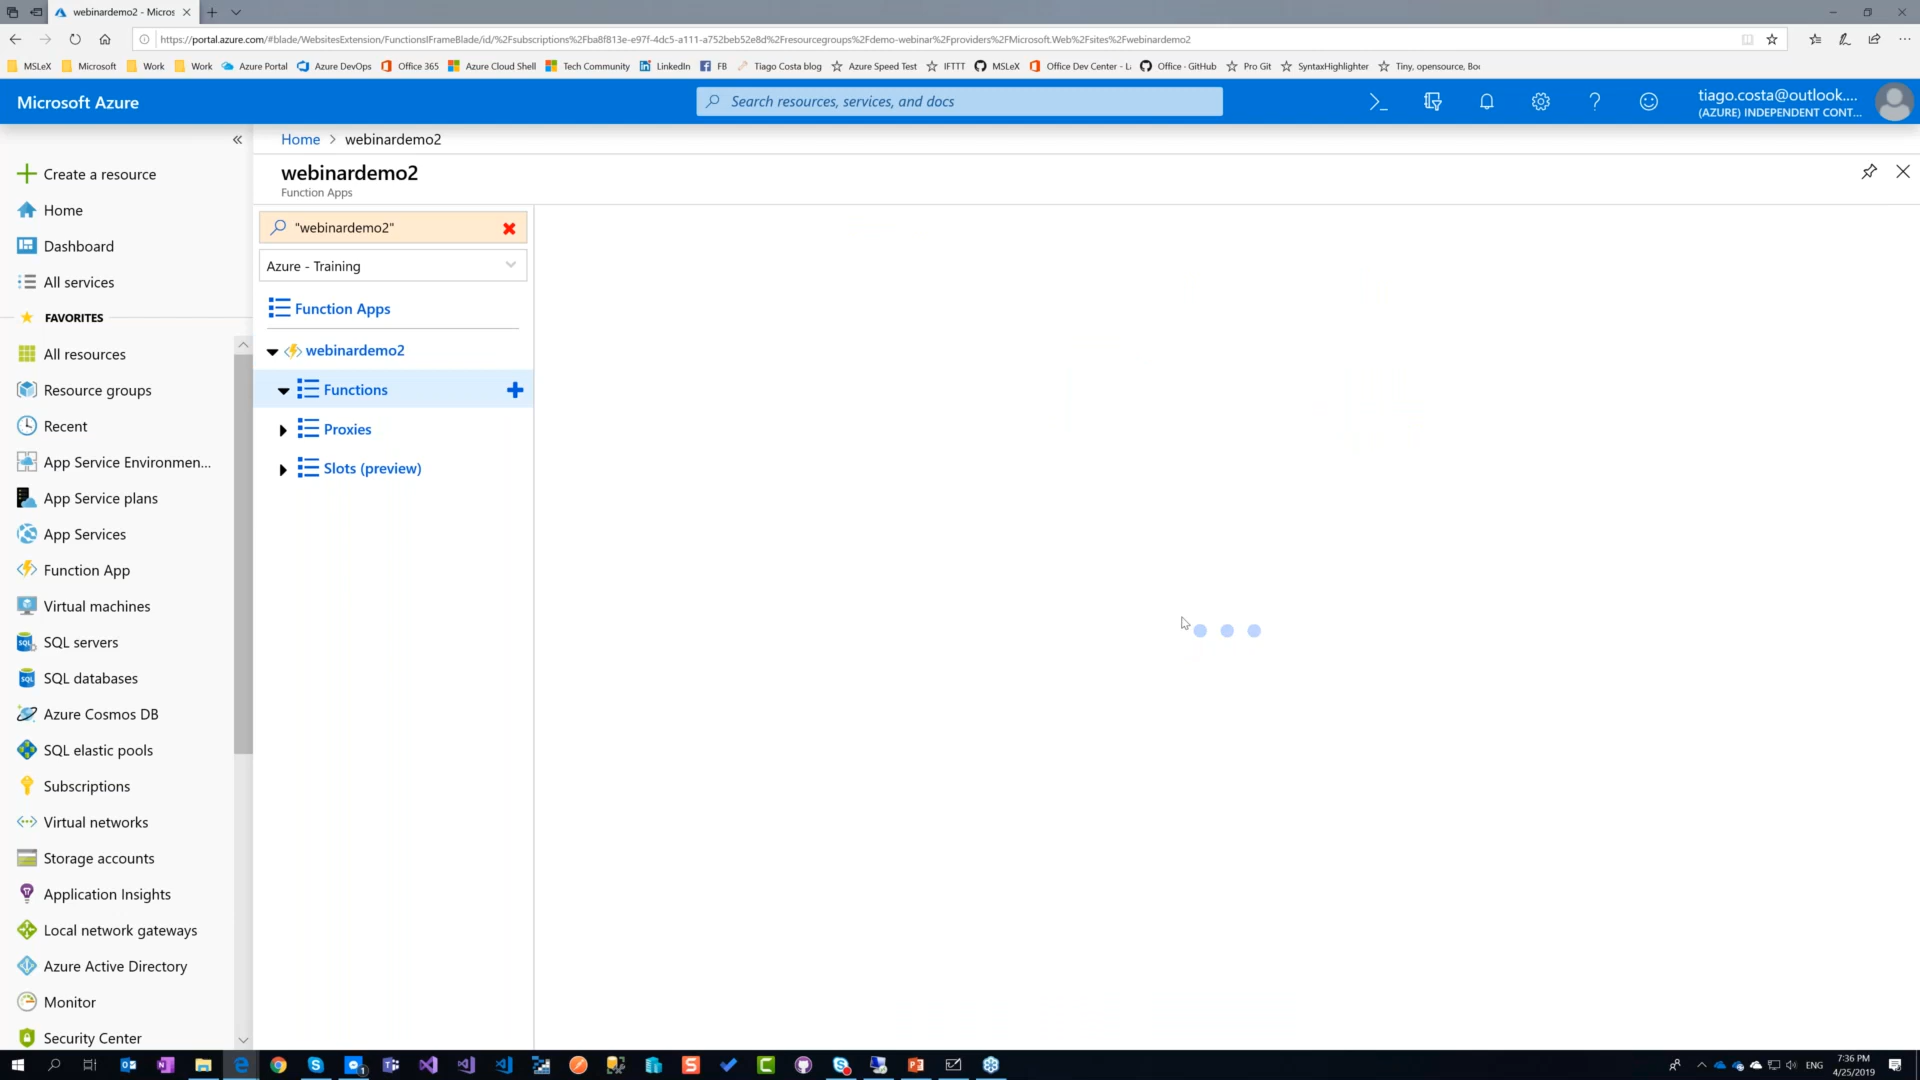 webinardemo2 - Micros
https://portal.azure.com/#blade/WebsitesExtension/FunctionsIFrameBlade/id/%2Fsubscriptions%2Fba8f813e-e97f-4dc5-a111-a752beb52e8d%2Fresourcegroups%2Fdemo-webinar%2Fproviders%2FMicrosoft.Web%2Fsites%2Fwebinardemo2
MSLeX Microsoft Work Work Azure Portal Azure DevOps Office 365 Azure Cloud Shell Tech Community LinkedIn FB Tiago Costa blog Azure Speed Test IFTTT MSLeX Office Dev Center - L Office · GitHub Pro Git SyntaxHighlighter Tiny, opensource, Bo
Microsoft Azure
Search resources, services, and docs
tiago.costa@outlook....
(AZURE) INDEPENDENT CONT...
Home > webinardemo2
webinardemo2
Function Apps
"webinardemo2"
Azure - Training
Function Apps
webinardemo2
Functions
Proxies
Slots (preview)
Create a resource
Home
Dashboard
All services
FAVORITES
All resources
Resource groups
Recent
App Service Environmen...
App Service plans
App Services
Function App
Virtual machines
SQL servers
SQL databases
Azure Cosmos DB
SQL elastic pools
Subscriptions
Virtual networks
Storage accounts
Application Insights
Local network gateways
Azure Active Directory
Monitor
Security Center
ENG
7:36 PM
4/25/2019